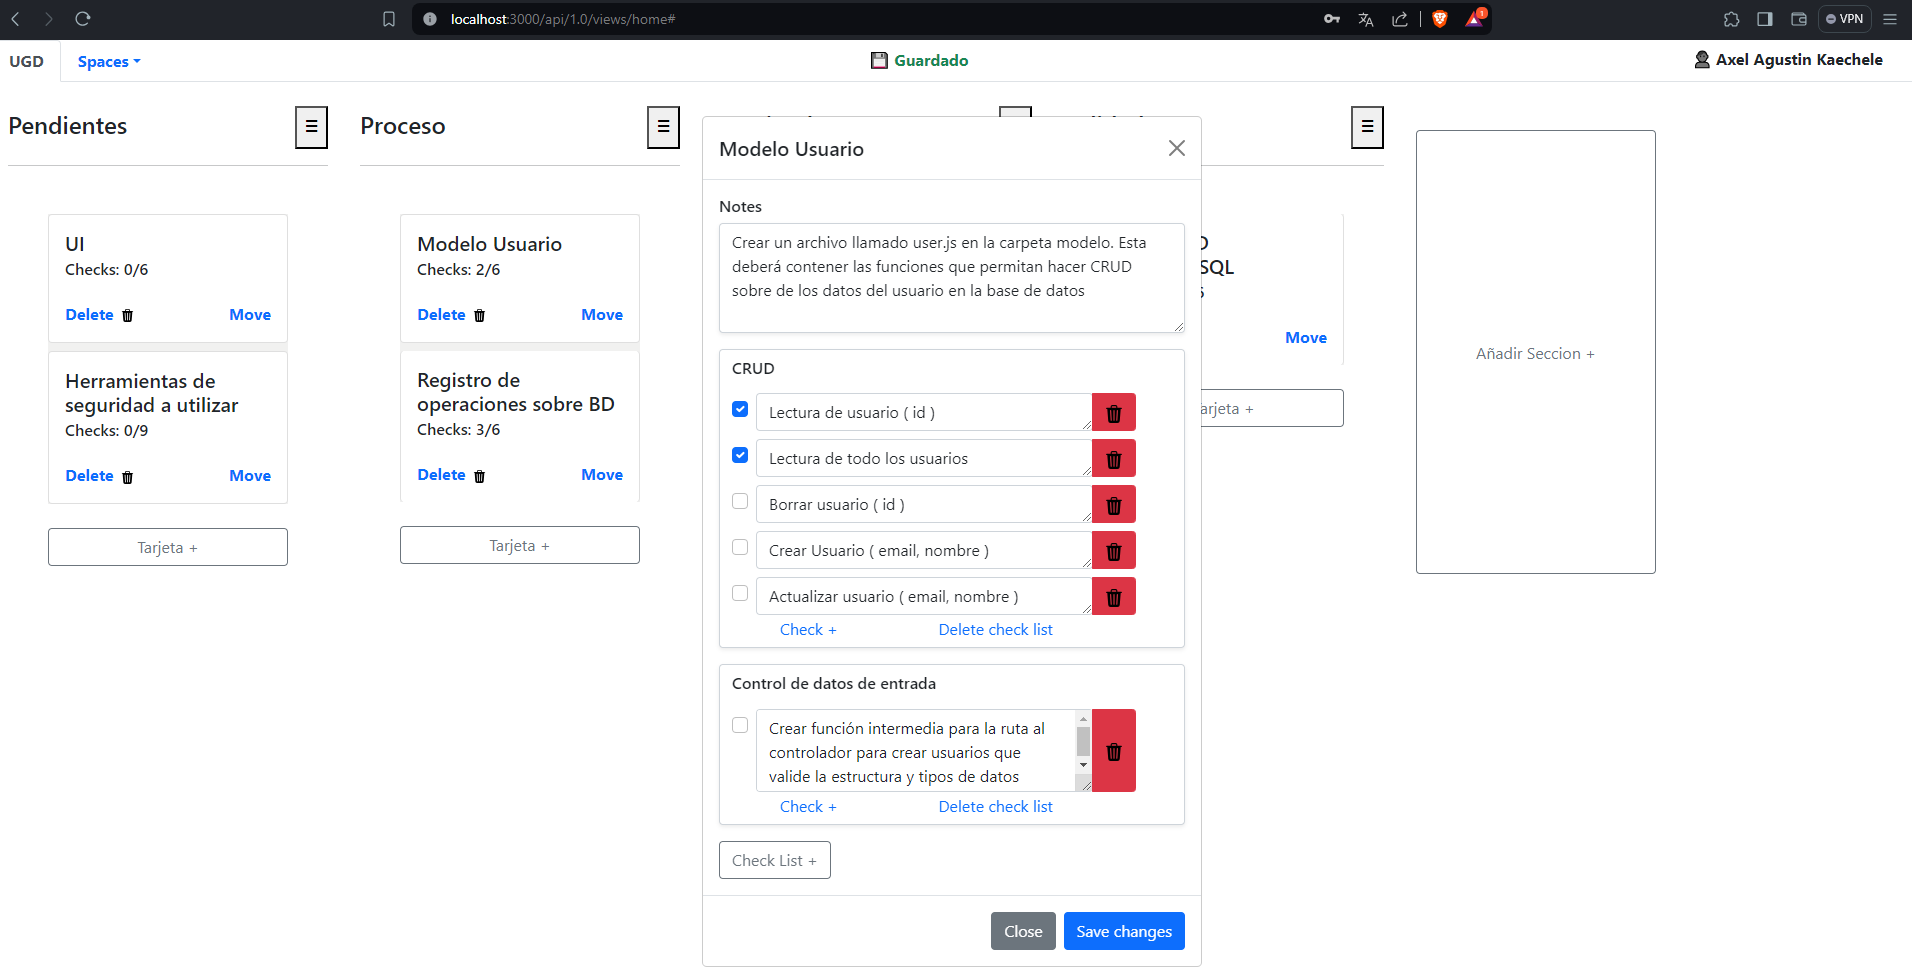 localhost:3000/api/1.0/views/home#
1
VPN
UGD
Spaces
Guardado
Axel Agustin Kaechele
Pendientes
UI
Checks: 0/6
Delete
Move
Herramientas de
seguridad a utilizar
Checks: 0/9
Delete
Move
Tarjeta +
Proceso
Modelo Usuario
Checks: 2/6
Delete
Move
Registro de
operaciones sobre BD
Checks: 3/6
Delete
Move
Tarjeta +
Modelo Usuario
Notes
Crear un archivo llamado user.js en la carpeta modelo. Esta
deberá contener las funciones que permitan hacer CRUD
sobre de los datos del usuario en la base de datos
CRUD
Lectura de usuario ( id )
Lectura de todo los usuarios
Borrar usuario ( id )
Crear Usuario ( email, nombre )
Actualizar usuario ( email, nombre )
Check +
Delete check list
Control de datos de entrada
Crear función intermedia para la ruta al
controlador para crear usuarios que
valide la estructura y tipos de datos
Check +
Delete check list
Check List +
Close
Save changes
SQL
Move
arjeta +
Añadir Seccion +